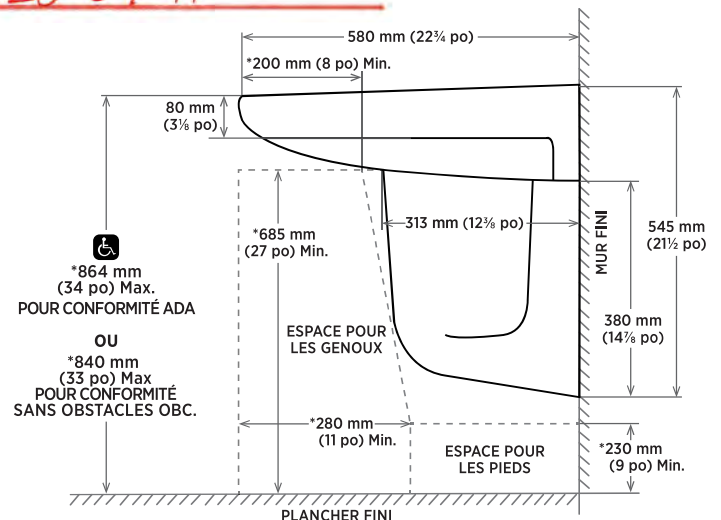 580 mm (22¾ po)
*200 mm (8 po) Min.
80 mm
(3⅛ po)
313 mm (12⅜ po)
*685 mm
(27 po) Min.
MUR FINI
545 mm
(21½ po)
*864 mm
(34 po) Max.
POUR CONFORMITÉ ADA
OU
*840 mm
(33 po) Max
POUR CONFORMITÉ
SANS OBSTACLES OBC.
ESPACE POUR
LES GENOUX
380 mm
(14⅞ po)
*280 mm
(11 po) Min.
ESPACE POUR
LES PIEDS
*230 mm
(9 po) Min.
PLANCHER FINI